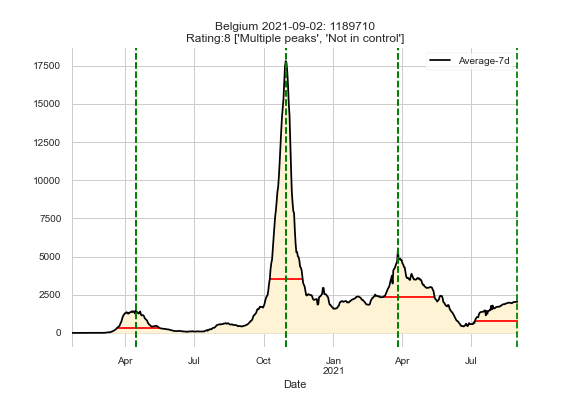 Belgium 2021-09-02: 1189710
Rating:8 ['Multiple peaks', 'Not in control']
Average-7d
17500
15000
12500
10000
7500
5000
2500
0
Apr Jul Oct Jan Apr Jul
2021
Date